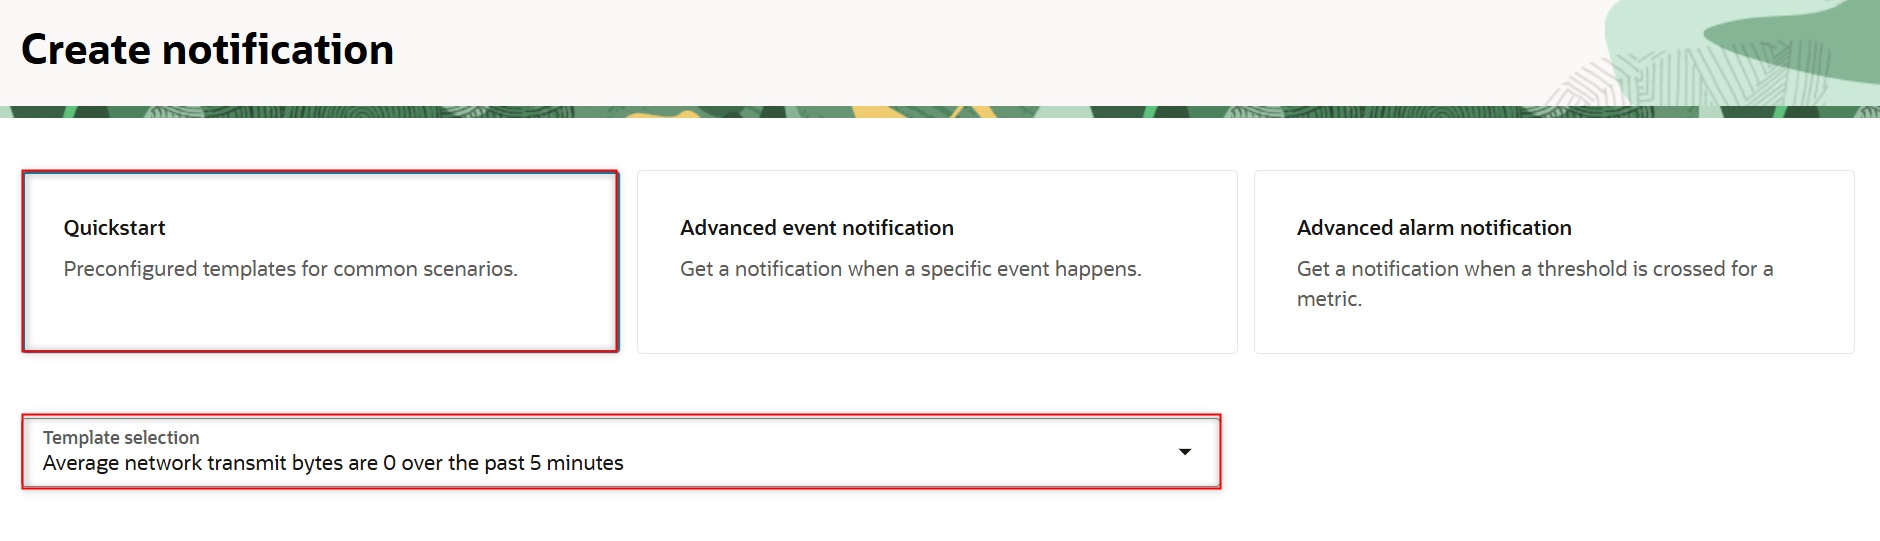 Create notification
Quickstart
Preconfigured templates for common scenarios.
Advanced event notification
Get a notification when a specific event happens.
Advanced alarm notification
Get a notification when a threshold is crossed for a
metric.
Template selection
Average network transmit bytes are 0 over the past 5 minutes